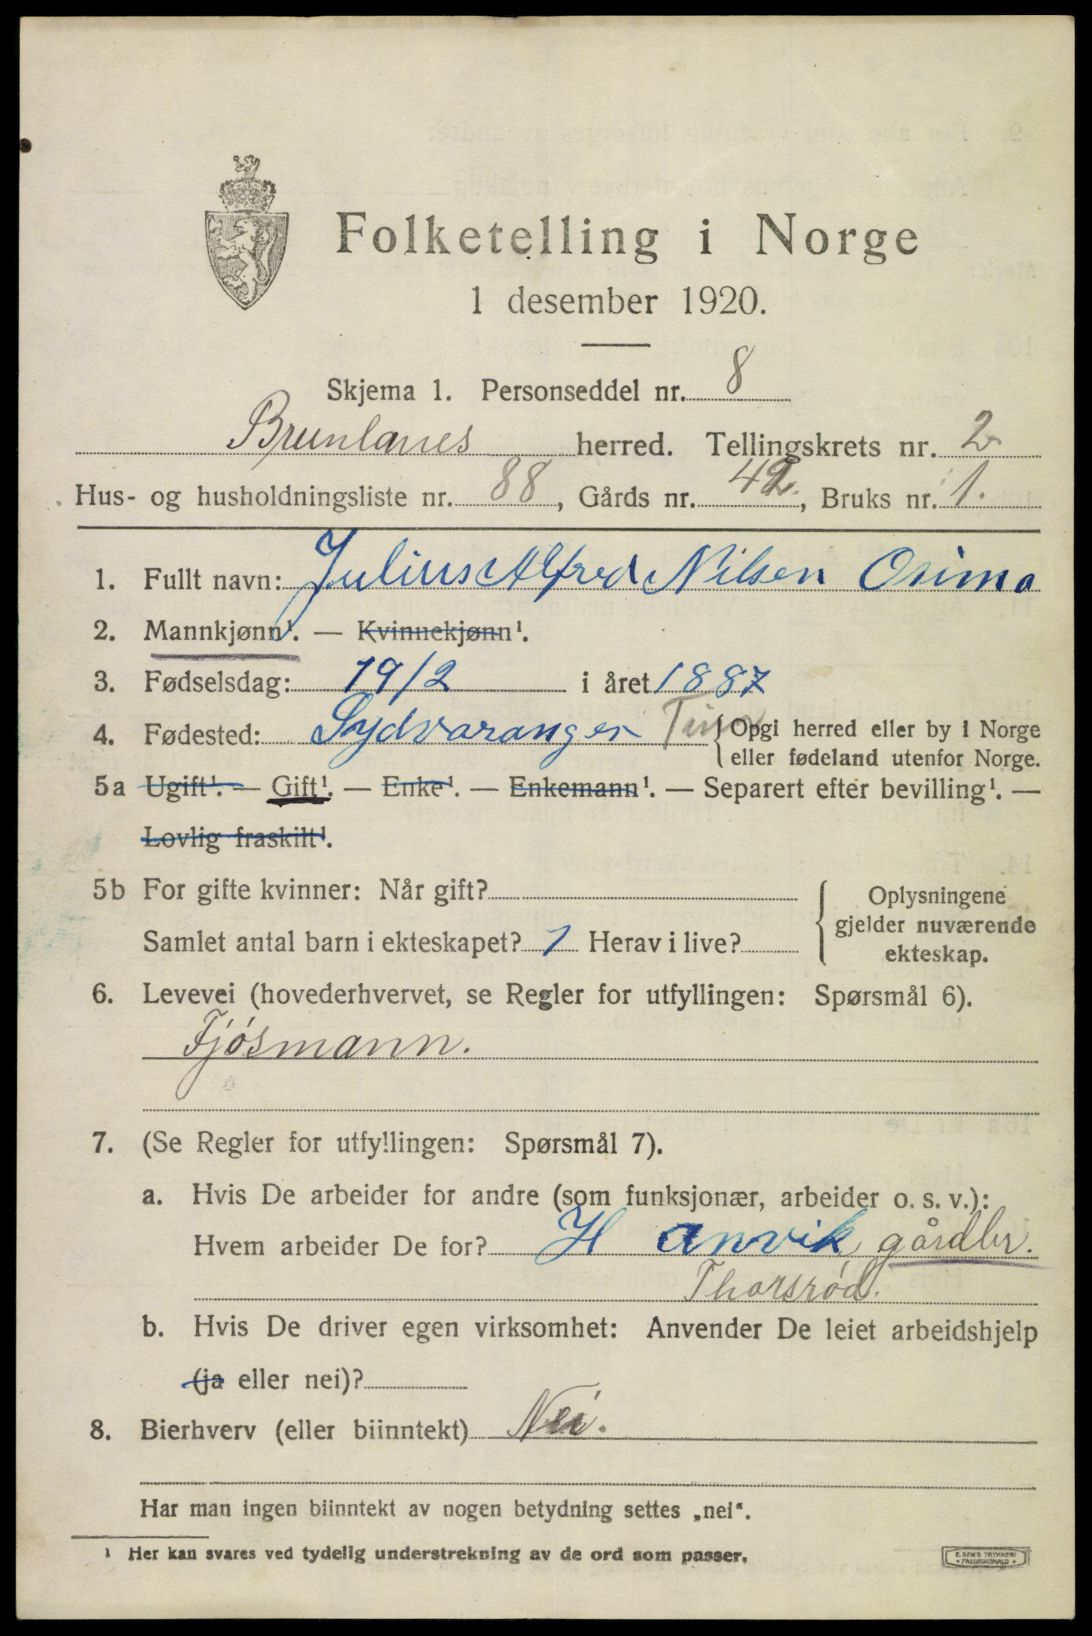 Folketelling i Norge
1 desember 1920.
Skjema 1. Personseddel nr. 8
Brunlanes herred. Tellingskrets nr. 2
Hus- og husholdningsliste nr. 88, Gårds nr. 42, Bruks nr. 1.
1. Fullt navn: Julius Alfred Nilsen Osima
2. Mannkjønn¹. — Kvinnekjønn¹.
3. Fødselsdag: 19/2 i året 1887
4. Fødested: Sydvaranger Opgi herred eller by i Norge
eller fødeland utenfor Norge.
5a Ugift¹. — Gift¹. — Enke¹. — Enkemann¹. — Separert efter bevilling¹. —
Lovlig fraskilt¹.
5b For gifte kvinner: Når gift?
Samlet antal barn i ekteskapet? 1 Herav i live?
Oplysningene
gjelder nuværende
ekteskap.
6. Levevei (hovederhvervet, se Regler for utfyllingen: Spørsmål 6).
Fjósmann.
7. (Se Regler for utfyllingen: Spørsmål 7).
a. Hvis De arbeider for andre (som funksjonær, arbeider o. s. v.):
Hvem arbeider De for? H Anvik gårdbr.
Thorsrød.
b. Hvis De driver egen virksomhet: Anvender De leiet arbeidshjelp
(ja eller nei)?
8. Bierhverv (eller biinntekt) Nei.
Har man ingen biinntekt av nogen betydning settes „nei“.
¹ Her kan svares ved tydelig understrekning av de ord som passer.
E. SEM'S TRYKKERI
FREDRIKSHALD